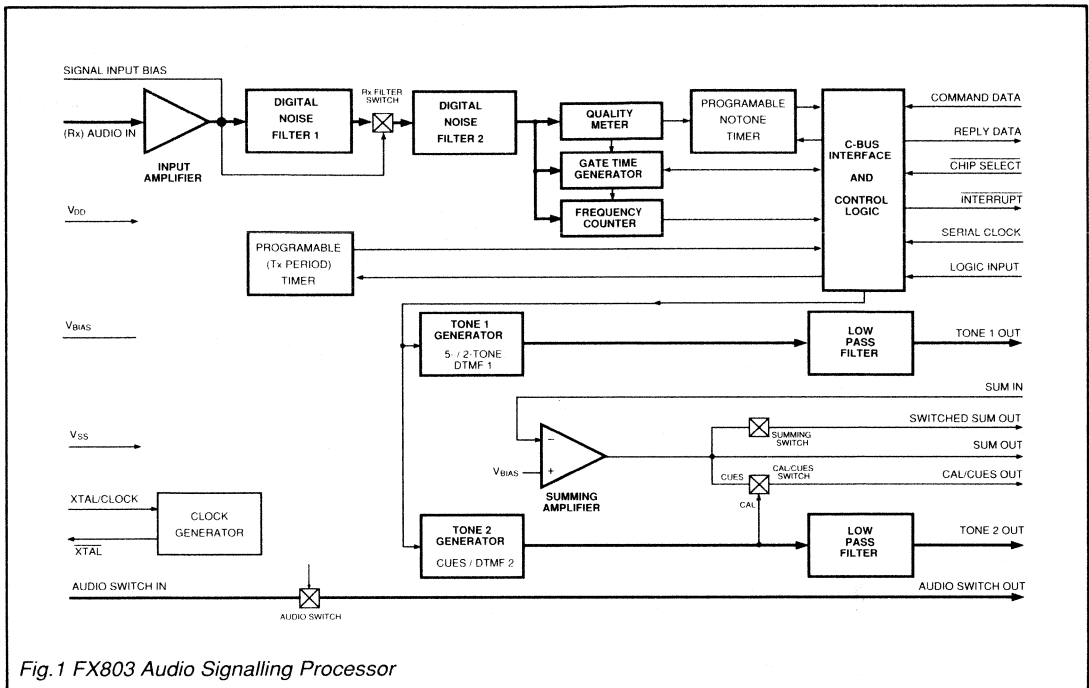 SIGNAL INPUT BIAS
(Rx) AUDIO IN
INPUT
AMPLIFIER
DIGITAL
NOISE
FILTER 1
Rx FILTER
SWITCH
DIGITAL
NOISE
FILTER 2
QUALITY
METER
GATE TIME
GENERATOR
FREQUENCY
COUNTER
PROGRAMABLE
NOTONE
TIMER
C-BUS
INTERFACE
AND
CONTROL
LOGIC
COMMAND DATA
REPLY DATA
CHIP SELECT
INTERRUPT
SERIAL CLOCK
LOGIC INPUT
VDD
PROGRAMABLE
(Tx PERIOD)
TIMER
VBIAS
TONE 1
GENERATOR
5- / 2-TONE
DTMF 1
LOW
PASS
FILTER
TONE 1 OUT
SUM IN
VSS
VBIAS
−
+
SUMMING
AMPLIFIER
SUMMING
SWITCH
SWITCHED SUM OUT
SUM OUT
CUES
CAL/CUES
SWITCH
CAL/CUES OUT
CAL
XTAL/CLOCK
XTAL
CLOCK
GENERATOR
TONE 2
GENERATOR
CUES / DTMF 2
LOW
PASS
FILTER
TONE 2 OUT
AUDIO SWITCH IN
AUDIO SWITCH
AUDIO SWITCH OUT
Fig.1 FX803 Audio Signalling Processor